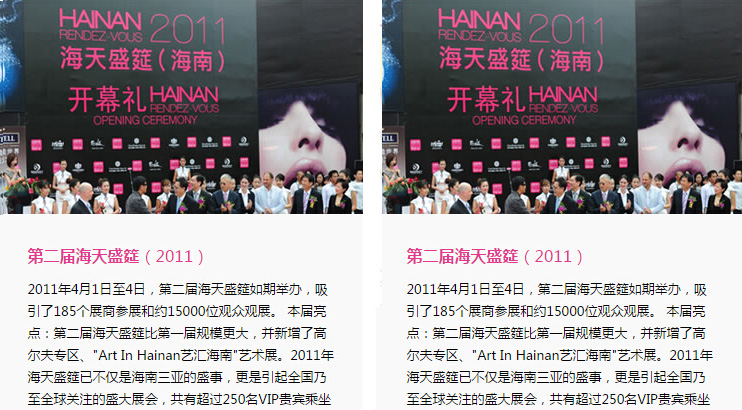 HAINAN 2011
RENDEZ-VOUS
海天盛筵（海南）
开幕礼 HAINAN
RENDEZ-VOUS
OPENING CEREMONY
第二届海天盛筵（2011）
2011年4月1日至4日，第二届海天盛筵如期举办，吸
引了185个展商参展和约15000位观众观展。 本届亮
点：第二届海天盛筵比第一届规模更大，并新增了高
尔夫专区、"Art In Hainan艺汇海南"艺术展。2011年
海天盛筵已不仅是海南三亚的盛事，更是引起全国乃
至全球关注的盛大展会，共有超过250名VIP贵宾乘坐
HAINAN 2011
RENDEZ-VOUS
海天盛筵（海南）
开幕礼 HAINAN
RENDEZ-VOUS
OPENING CEREMONY
第二届海天盛筵（2011）
2011年4月1日至4日，第二届海天盛筵如期举办，吸
引了185个展商参展和约15000位观众观展。 本届亮
点：第二届海天盛筵比第一届规模更大，并新增了高
尔夫专区、"Art In Hainan艺汇海南"艺术展。2011年
海天盛筵已不仅是海南三亚的盛事，更是引起全国乃
至全球关注的盛大展会，共有超过250名VIP贵宾乘坐